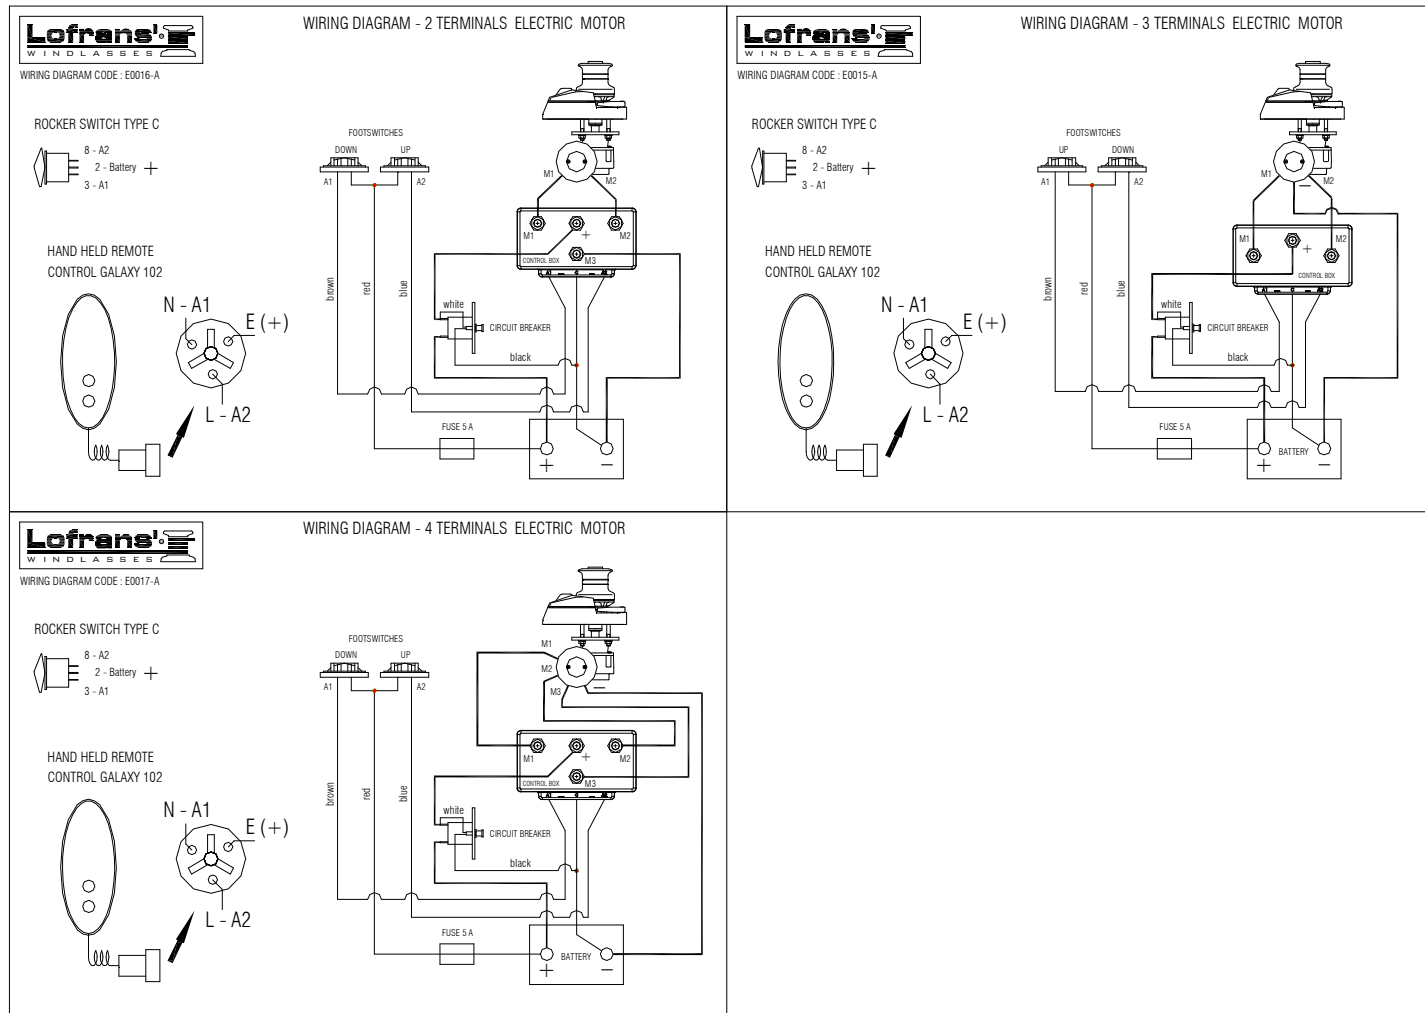 Lofrans'
WINDLASSES
WIRING DIAGRAM - 2 TERMINALS ELECTRIC MOTOR
WIRING DIAGRAM CODE : E0016-A
ROCKER SWITCH TYPE C
8 - A2
2 - Battery +
3 - A1
FOOTSWITCHES
DOWN UP
A1 A2
M1 M2
M1 + M2
M3
CONTROL BOX
HAND HELD REMOTE
CONTROL GALAXY 102
N - A1
E (+)
L - A2
brown
red
blue
white
CIRCUIT BREAKER
black
FUSE 5 A
+ −
Lofrans'
WINDLASSES
WIRING DIAGRAM - 3 TERMINALS ELECTRIC MOTOR
WIRING DIAGRAM CODE : E0015-A
ROCKER SWITCH TYPE C
8 - A2
2 - Battery +
3 - A1
FOOTSWITCHES
UP DOWN
A1 A2
M1 − M2
M1 + M2
CONTROL BOX
A1 − C − A2
HAND HELD REMOTE
CONTROL GALAXY 102
N - A1
E (+)
L - A2
brown
red
blue
white
CIRCUIT BREAKER
black
FUSE 5 A
BATTERY
+ −
Lofrans'
WINDLASSES
WIRING DIAGRAM - 4 TERMINALS ELECTRIC MOTOR
WIRING DIAGRAM CODE : E0017-A
ROCKER SWITCH TYPE C
8 - A2
2 - Battery +
3 - A1
FOOTSWITCHES
DOWN UP
A1 A2
M1
M2
M3 −
M1 + M2
M3
CONTROL BOX
A1 − C − A2
HAND HELD REMOTE
CONTROL GALAXY 102
N - A1
E (+)
L - A2
brown
red
blue
white
CIRCUIT BREAKER
black
FUSE 5 A
BATTERY
+ −